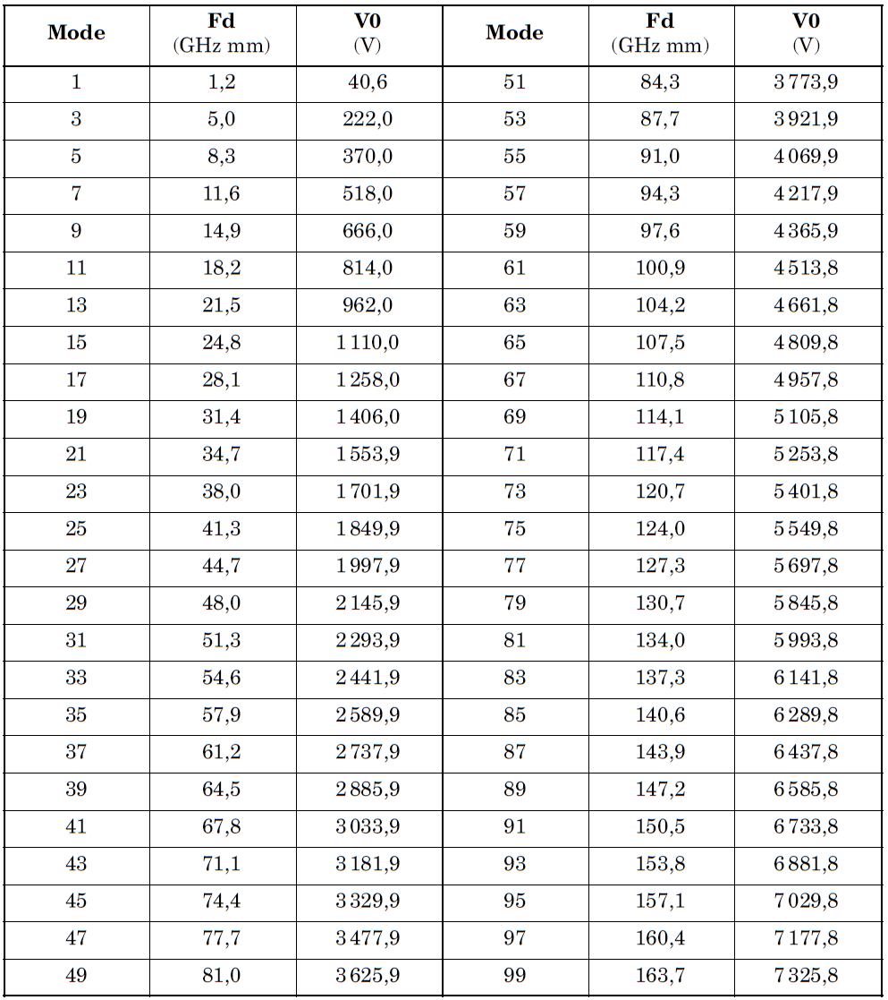 Mode Fd V0 Mode Fd V0
(GHz mm) (V) (GHz mm) (V)
1 1,2 40,6 51 84,3 3 773,9
3 5,0 222,0 53 87,7 3 921,9
5 8,3 370,0 55 91,0 4 069,9
7 11,6 518,0 57 94,3 4 217,9
9 14,9 666,0 59 97,6 4 365,9
11 18,2 814,0 61 100,9 4 513,8
13 21,5 962,0 63 104,2 4 661,8
15 24,8 1 110,0 65 107,5 4 809,8
17 28,1 1 258,0 67 110,8 4 957,8
19 31,4 1 406,0 69 114,1 5 105,8
21 34,7 1 553,9 71 117,4 5 253,8
23 38,0 1 701,9 73 120,7 5 401,8
25 41,3 1 849,9 75 124,0 5 549,8
27 44,7 1 997,9 77 127,3 5 697,8
29 48,0 2 145,9 79 130,7 5 845,8
31 51,3 2 293,9 81 134,0 5 993,8
33 54,6 2 441,9 83 137,3 6 141,8
35 57,9 2 589,9 85 140,6 6 289,8
37 61,2 2 737,9 87 143,9 6 437,8
39 64,5 2 885,9 89 147,2 6 585,8
41 67,8 3 033,9 91 150,5 6 733,8
43 71,1 3 181,9 93 153,8 6 881,8
45 74,4 3 329,9 95 157,1 7 029,8
47 77,7 3 477,9 97 160,4 7 177,8
49 81,0 3 625,9 99 163,7 7 325,8